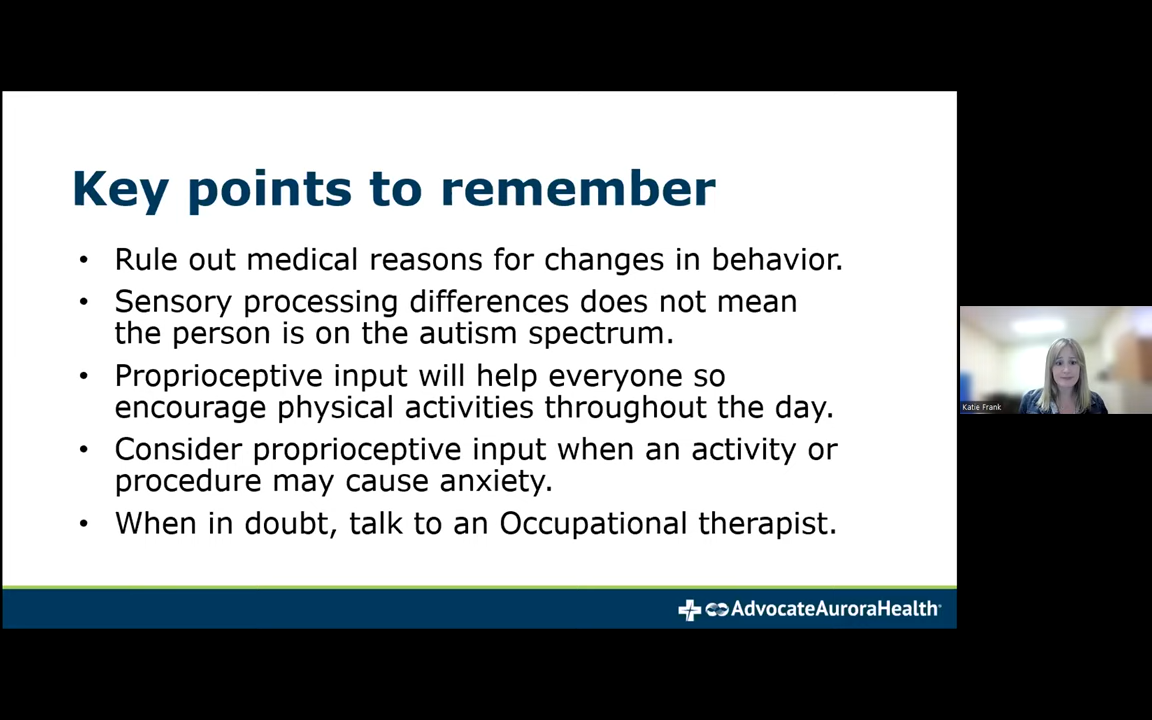 Key points to remember
• Rule out medical reasons for changes in behavior.
• Sensory processing differences does not mean
the person is on the autism spectrum.
• Proprioceptive input will help everyone so
encourage physical activities throughout the day.
• Consider proprioceptive input when an activity or
procedure may cause anxiety.
• When in doubt, talk to an Occupational therapist.
AdvocateAuroraHealth®
Katie Frank